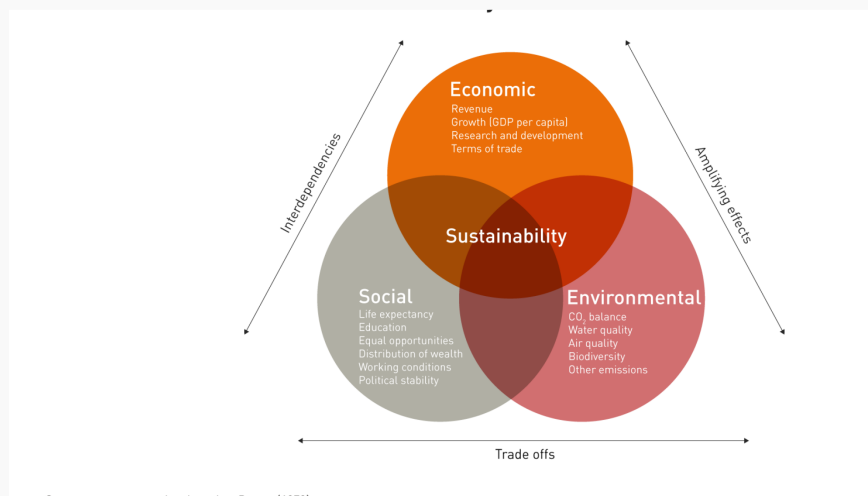 Economic
Revenue
Growth (GDP per capita)
Research and development
Terms of trade
Interdependencies
Amplifying effects
Sustainability
Social
Life expectancy
Education
Equal opportunities
Distribution of wealth
Working conditions
Political stability
Environmental
CO₂ balance
Water quality
Air quality
Biodiversity
Other emissions
Trade offs